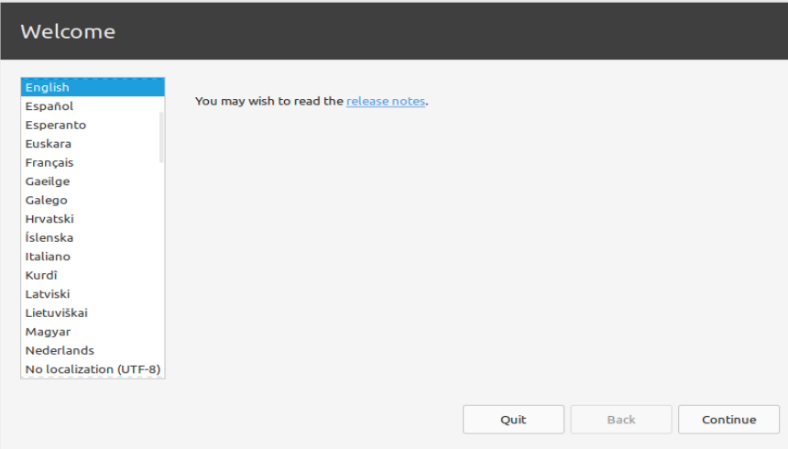 Welcome
English
Español
Esperanto
Euskara
Français
Gaeilge
Galego
Hrvatski
Íslenska
Italiano
Kurdî
Latviski
Lietuviškai
Magyar
Nederlands
No localization (UTF-8)
You may wish to read the release notes.
Quit
Back
Continue